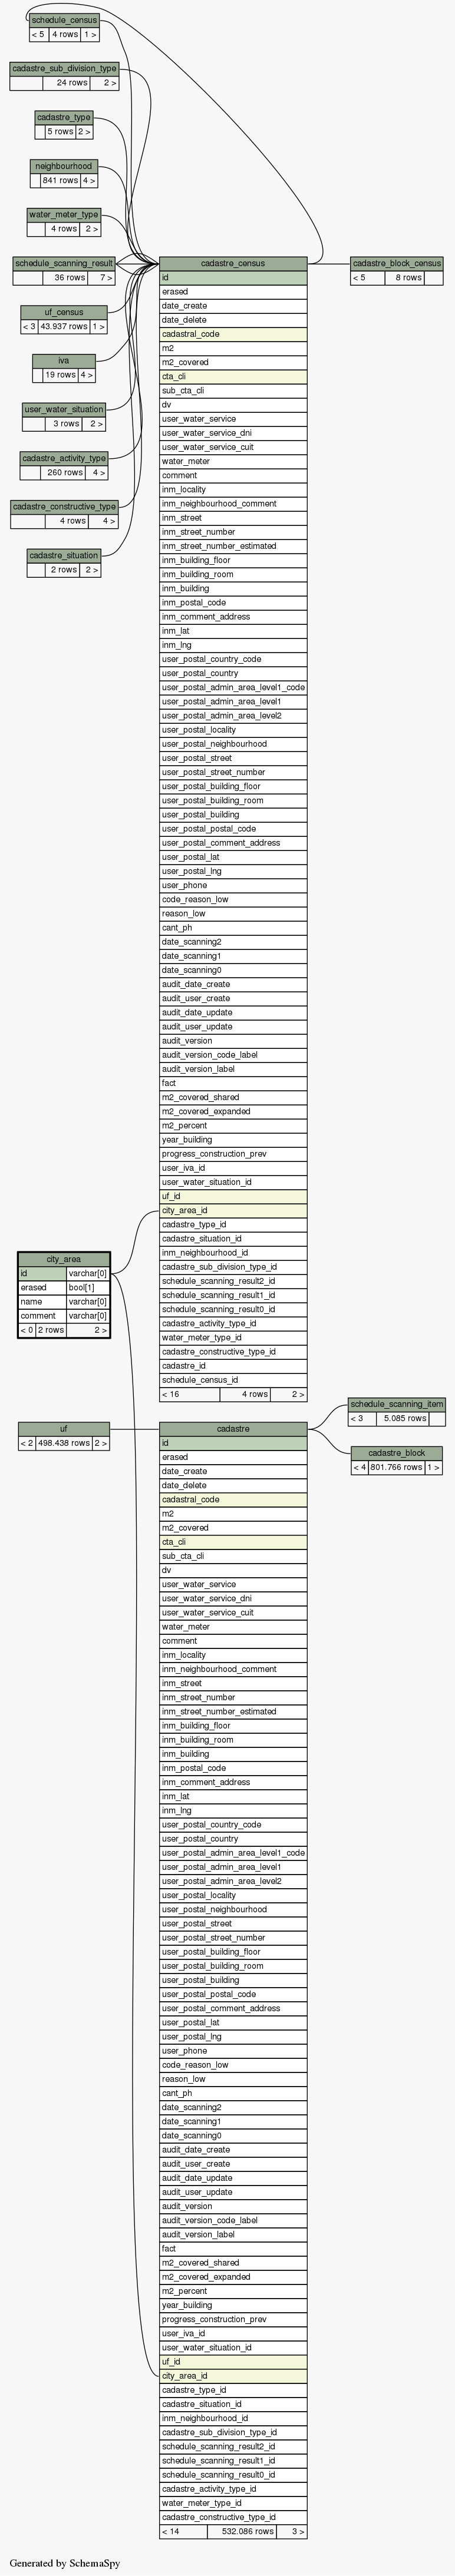 schedule_census
< 5 4 rows 1 >
cadastre_sub_division_type
24 rows 2 >
cadastre_type
5 rows 2 >
neighbourhood
841 rows 4 >
water_meter_type
4 rows 2 >
schedule_scanning_result
36 rows 7 >
uf_census
< 3 43.937 rows 1 >
iva
19 rows 4 >
user_water_situation
3 rows 2 >
cadastre_activity_type
260 rows 4 >
cadastre_constructive_type
4 rows 4 >
cadastre_situation
2 rows 2 >
cadastre_block_census
< 5 8 rows
cadastre_census
id
erased
date_create
date_delete
cadastral_code
m2
m2_covered
cta_cli
sub_cta_cli
dv
user_water_service
user_water_service_dni
user_water_service_cuit
water_meter
comment
inm_locality
inm_neighbourhood_comment
inm_street
inm_street_number
inm_street_number_estimated
inm_building_floor
inm_building_room
inm_building
inm_postal_code
inm_comment_address
inm_lat
inm_lng
user_postal_country_code
user_postal_country
user_postal_admin_area_level1_code
user_postal_admin_area_level1
user_postal_admin_area_level2
user_postal_locality
user_postal_neighbourhood
user_postal_street
user_postal_street_number
user_postal_building_floor
user_postal_building_room
user_postal_building
user_postal_postal_code
user_postal_comment_address
user_postal_lat
user_postal_lng
user_phone
code_reason_low
reason_low
cant_ph
date_scanning2
date_scanning1
date_scanning0
audit_date_create
audit_user_create
audit_date_update
audit_user_update
audit_version
audit_version_code_label
audit_version_label
fact
m2_covered_shared
m2_covered_expanded
m2_percent
year_building
progress_construction_prev
user_iva_id
user_water_situation_id
uf_id
city_area_id
cadastre_type_id
cadastre_situation_id
inm_neighbourhood_id
cadastre_sub_division_type_id
schedule_scanning_result2_id
schedule_scanning_result1_id
schedule_scanning_result0_id
cadastre_activity_type_id
water_meter_type_id
cadastre_constructive_type_id
cadastre_id
schedule_census_id
< 16 4 rows 2 >
city_area
id varchar[0]
erased bool[1]
name varchar[0]
comment varchar[0]
< 0 2 rows 2 >
uf
< 2 498.438 rows 2 >
schedule_scanning_item
< 3 5.085 rows
cadastre_block
< 4 801.766 rows 1 >
cadastre
id
erased
date_create
date_delete
cadastral_code
m2
m2_covered
cta_cli
sub_cta_cli
dv
user_water_service
user_water_service_dni
user_water_service_cuit
water_meter
comment
inm_locality
inm_neighbourhood_comment
inm_street
inm_street_number
inm_street_number_estimated
inm_building_floor
inm_building_room
inm_building
inm_postal_code
inm_comment_address
inm_lat
inm_lng
user_postal_country_code
user_postal_country
user_postal_admin_area_level1_code
user_postal_admin_area_level1
user_postal_admin_area_level2
user_postal_locality
user_postal_neighbourhood
user_postal_street
user_postal_street_number
user_postal_building_floor
user_postal_building_room
user_postal_building
user_postal_postal_code
user_postal_comment_address
user_postal_lat
user_postal_lng
user_phone
code_reason_low
reason_low
cant_ph
date_scanning2
date_scanning1
date_scanning0
audit_date_create
audit_user_create
audit_date_update
audit_user_update
audit_version
audit_version_code_label
audit_version_label
fact
m2_covered_shared
m2_covered_expanded
m2_percent
year_building
progress_construction_prev
user_iva_id
user_water_situation_id
uf_id
city_area_id
cadastre_type_id
cadastre_situation_id
inm_neighbourhood_id
cadastre_sub_division_type_id
schedule_scanning_result2_id
schedule_scanning_result1_id
schedule_scanning_result0_id
cadastre_activity_type_id
water_meter_type_id
cadastre_constructive_type_id
< 14 532.086 rows 3 >
Generated by SchemaSpy